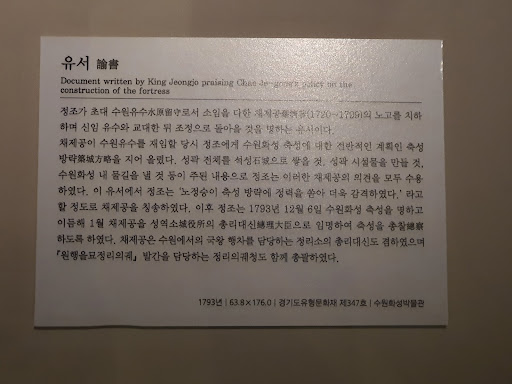 유서 諭書
Document written by King Jeongjo praising Chae Je-gong's policy on the
construction of the fortress
정조가 초대 수원유수水原留守로서 소임을 다한 채제공蔡濟恭(1720~1799)의 노고를 치하
하며 신임 유수와 교대한 뒤 조정으로 돌아올 것을 명하는 유서이다.
채제공이 수원유수를 재임할 당시 정조에게 수원화성 축성에 대한 전반적인 계획인 축성
방략築城方略을 지어 올렸다. 성곽 전체를 석성石城으로 쌓을 것, 성곽 시설물을 만들 것,
수원화성 내 물길을 낼 것 등이 주된 내용으로 정조는 이러한 채제공의 의견을 모두 수용
하였다. 이 유서에서 정조는 '노정승이 축성 방략에 정력을 쏟아 더욱 감격하였다.' 라고
할 정도로 채제공을 칭송하였다. 이후 정조는 1793년 12월 6일 수원화성 축성을 명하고
이듬해 1월 채제공을 성역소城役所의 총리대신總理大臣으로 임명하여 축성을 총찰總察
하도록 하였다. 채제공은 수원에서의 국왕 행차를 담당하는 정리소의 총리대신도 겸하였으며
『원행을묘정리의궤』 발간을 담당하는 정리의궤청도 함께 총괄하였다.
1793년 | 63.8×176.0 | 경기도유형문화재 제347호 | 수원화성박물관